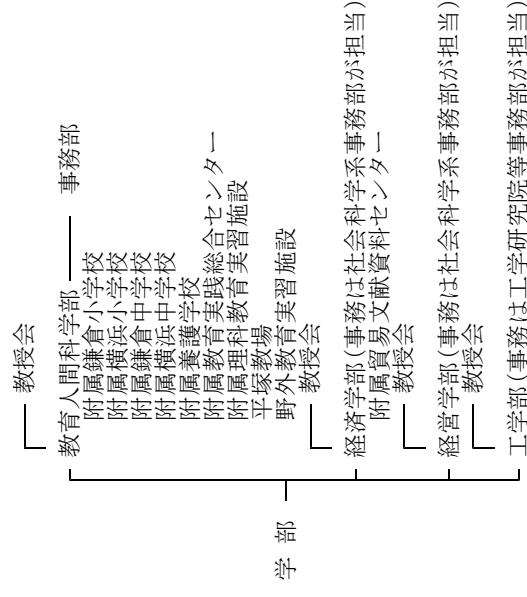 学部
教授会
教育人間科学部 事務部
附属鎌倉小学校
附属横浜小学校
附属鎌倉中学校
附属横浜中学校
附属養護学校
附属教育実践総合センター
附属理科教育実習施設
平塚教場
野外教育実習施設
教授会
経済学部(事務は社会科学系事務部が担当)
附属貿易文献資料センター
教授会
経営学部(事務は社会科学系事務部が担当)
教授会
工学部(事務は工学研究院等事務部が担当)